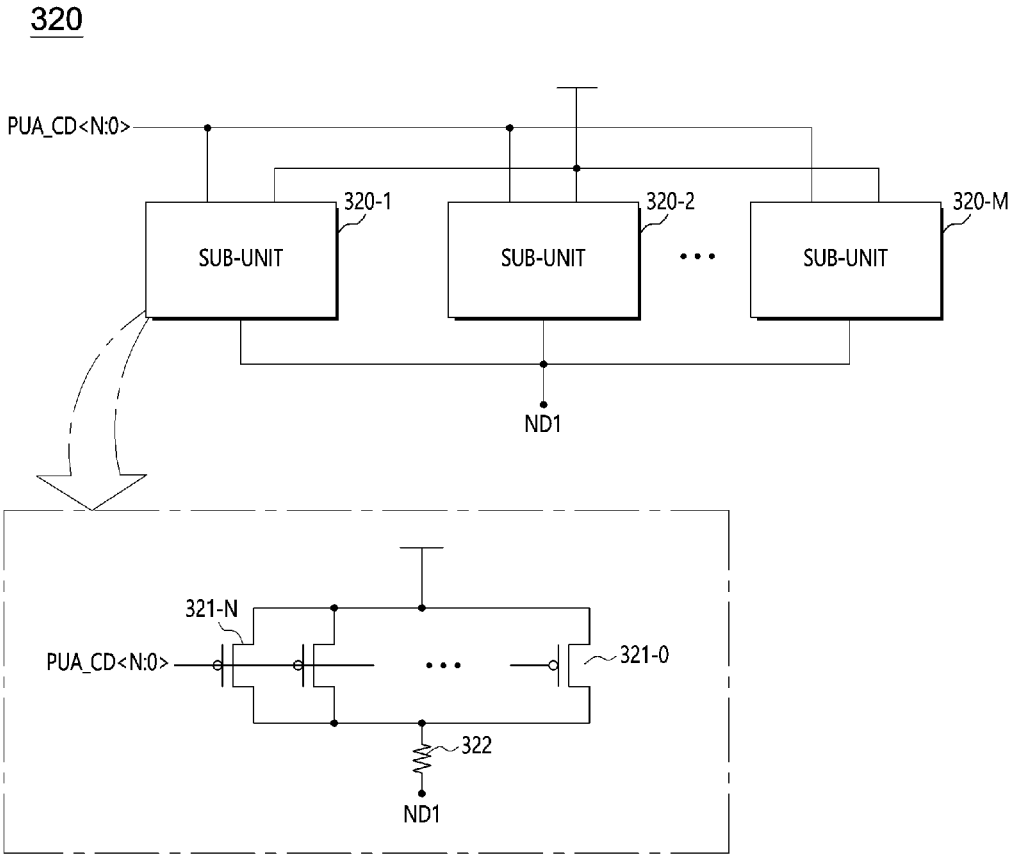 320
PUA_CD<N:0>
320-1
320-2
320-M
SUB-UNIT
SUB-UNIT
•••
SUB-UNIT
ND1
321-N
PUA_CD<N:0>
•••
321-0
322
ND1